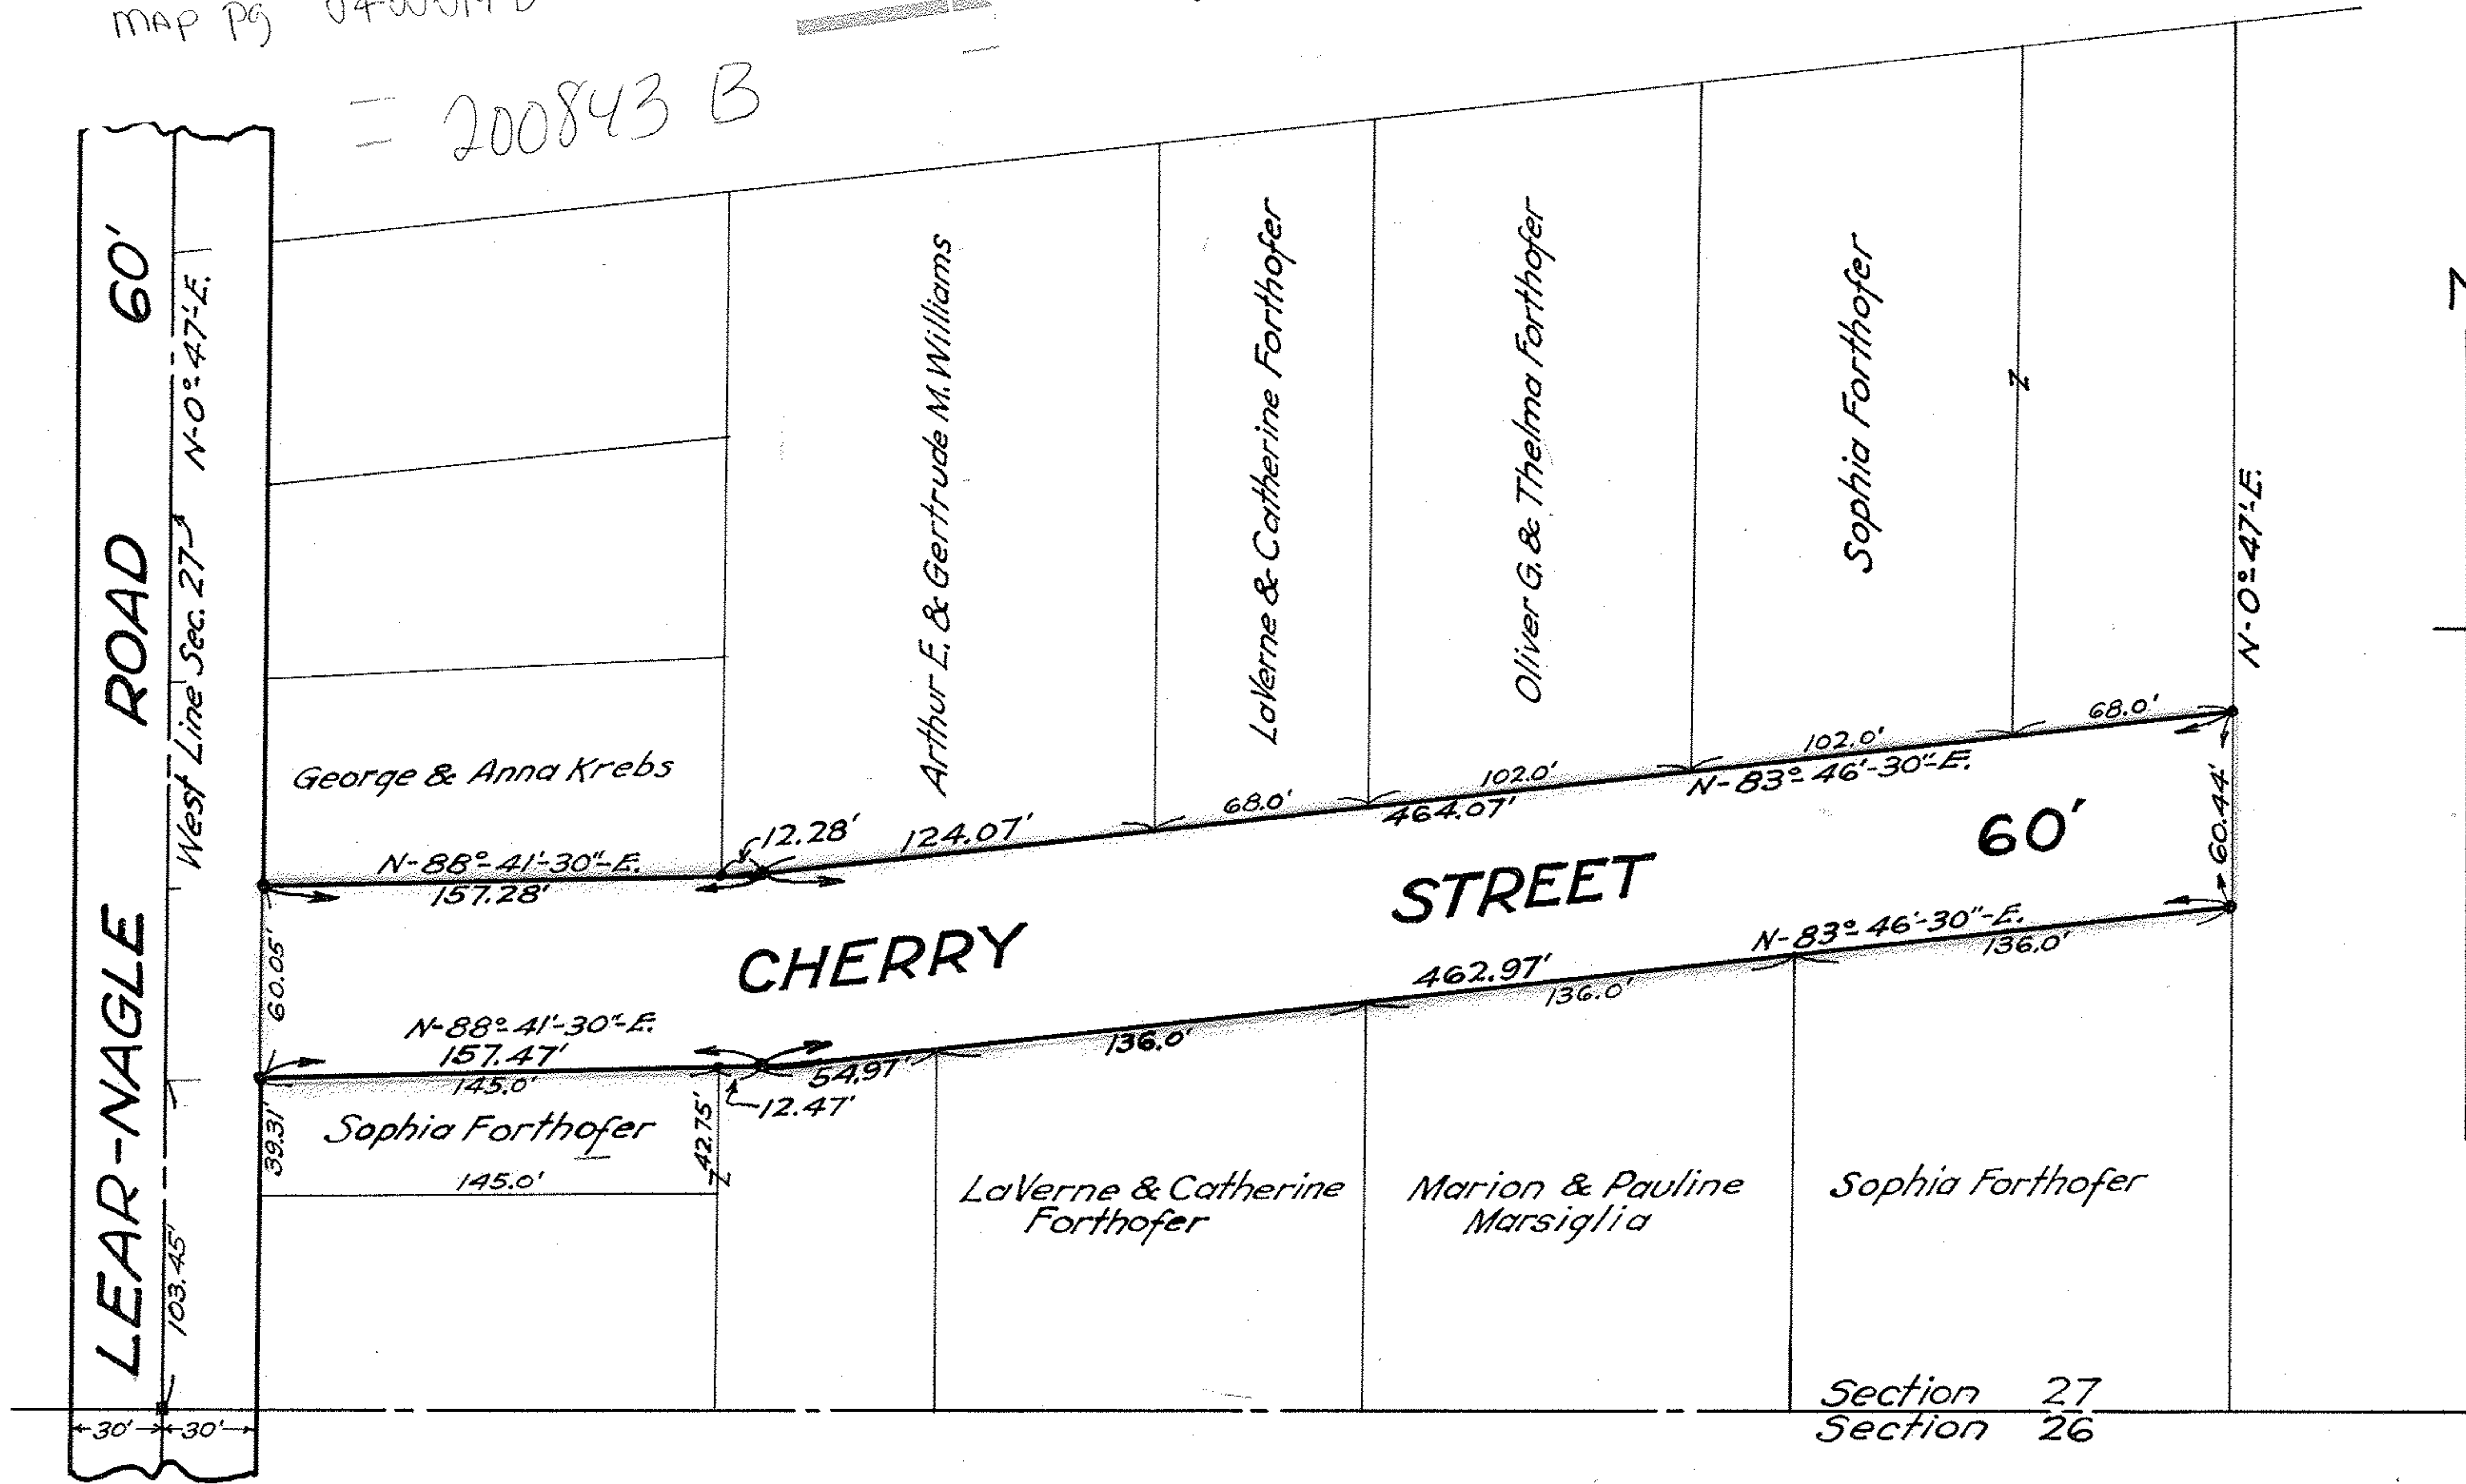 MAP pg
= 200843 B
LEAR-NAGLE ROAD 60'
West Line Sec. 27 N-0°-47'-E.
103.45'
30' 30'
George & Anna Krebs
Arthur E. & Gertrude M. Williams
LaVerne & Catherine Forthofer
Oliver G. & Thelma Forthofer
Sophia Forthofer
Z
N-0°-47'-E.
N-88°-41'-30"-E.
157.28'
12.28'
124.07'
68.0'
102.0'
464.07'
102.0'
N-83°-46'-30"-E.
68.0'
60.05'
CHERRY STREET 60'
60.44'
N-88°-41'-30"-E.
157.47'
145.0'
12.47'
54.97'
136.0'
462.97'
136.0'
N-83°-46'-30"-E.
136.0'
39.31'
Sophia Forthofer
42.75'
Z
145.0'
LaVerne & Catherine
Forthofer
Marion & Pauline
Marsiglia
Sophia Forthofer
Section 27
Section 26